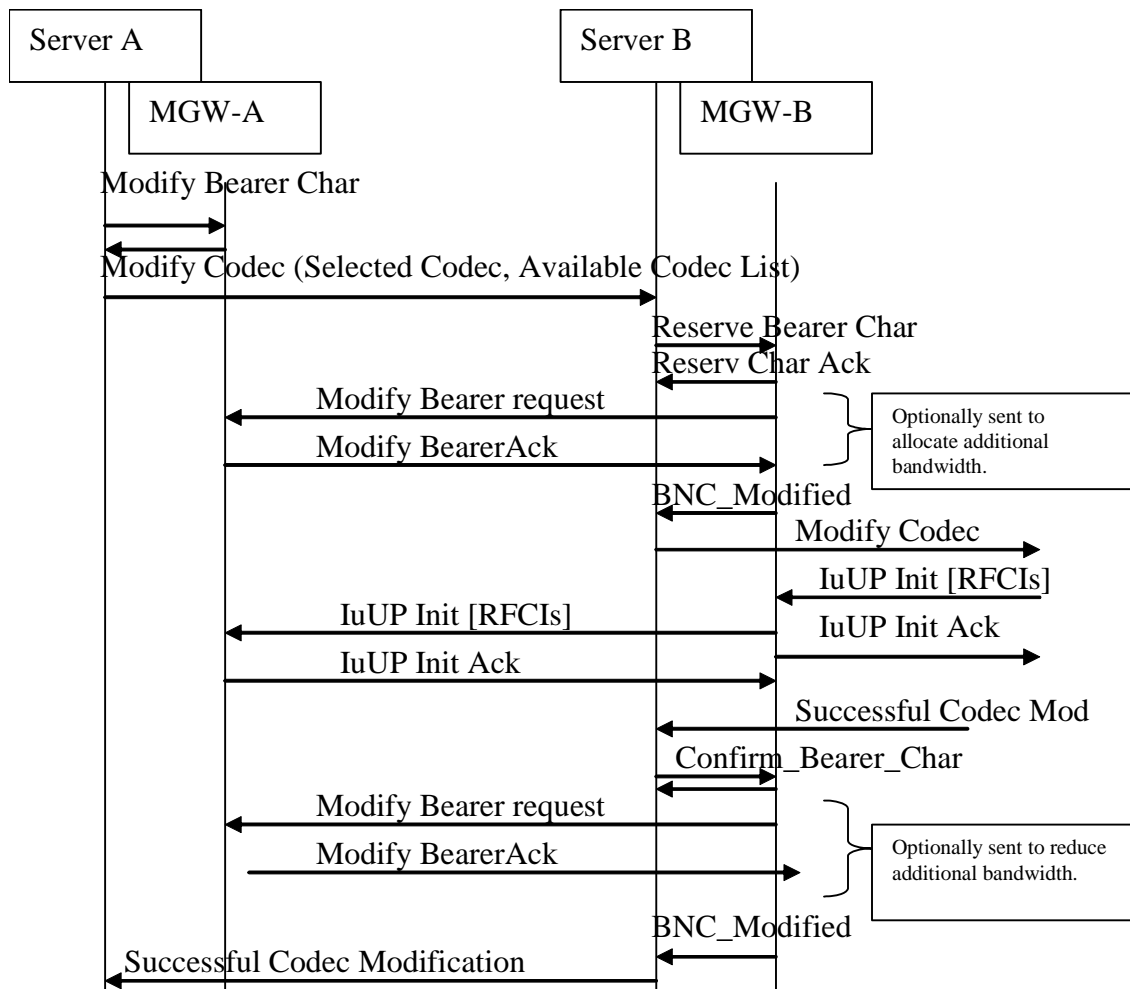 Server A
Server B
MGW-A
MGW-B
Modify Bearer Char
Modify Codec (Selected Codec, Available Codec List)
Reserve Bearer Char
Reserv Char Ack
Modify Bearer request
Optionally sent to
allocate additional
bandwidth.
Modify BearerAck
BNC_Modified
Modify Codec
IuUP Init [RFCIs]
IuUP Init [RFCIs]
IuUP Init Ack
IuUP Init Ack
Successful Codec Mod
Confirm_Bearer_Char
Modify Bearer request
Optionally sent to reduce
additional bandwidth.
Modify BearerAck
BNC_Modified
Successful Codec Modification